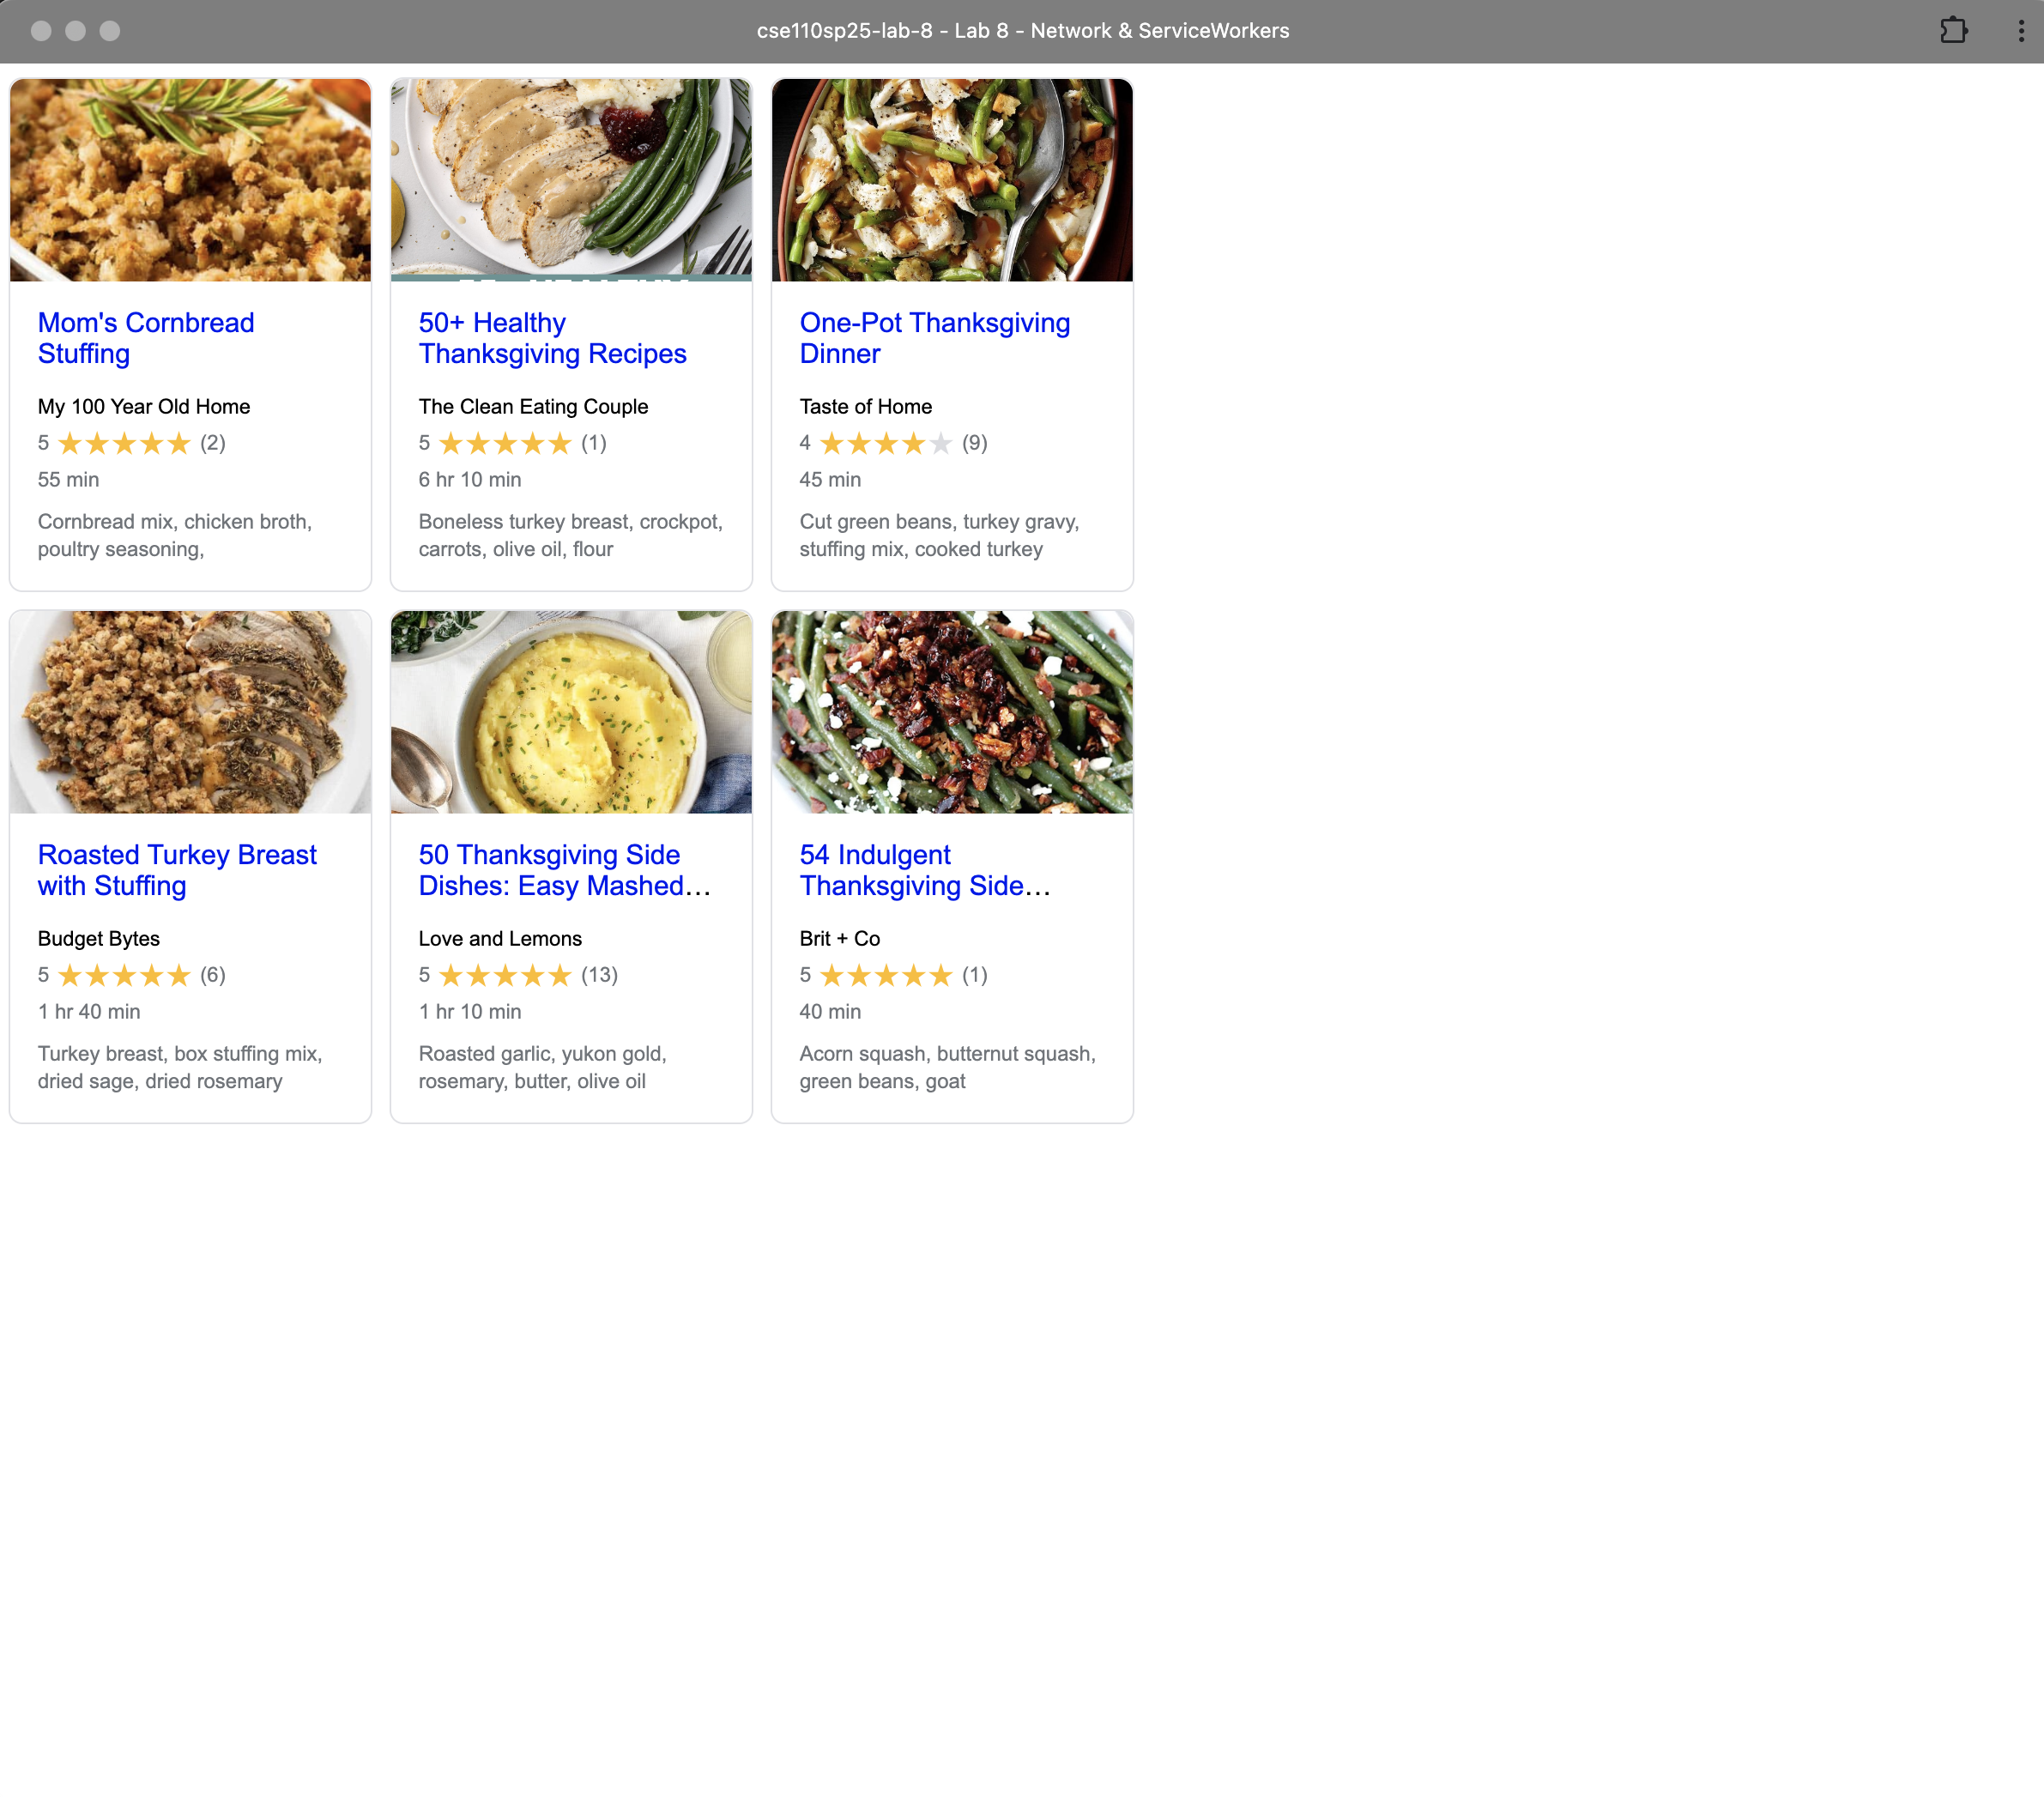 cse110sp25-lab-8 - Lab 8 - Network & ServiceWorkers
Mom's Cornbread
Stuffing
My 100 Year Old Home
5 ★★★★★ (2)
55 min
Cornbread mix, chicken broth,
poultry seasoning,
50+ Healthy
Thanksgiving Recipes
The Clean Eating Couple
5 ★★★★★ (1)
6 hr 10 min
Boneless turkey breast, crockpot,
carrots, olive oil, flour
One-Pot Thanksgiving
Dinner
Taste of Home
4 ★★★★★ (9)
45 min
Cut green beans, turkey gravy,
stuffing mix, cooked turkey
Roasted Turkey Breast
with Stuffing
Budget Bytes
5 ★★★★★ (6)
1 hr 40 min
Turkey breast, box stuffing mix,
dried sage, dried rosemary
50 Thanksgiving Side
Dishes: Easy Mashed...
Love and Lemons
5 ★★★★★ (13)
1 hr 10 min
Roasted garlic, yukon gold,
rosemary, butter, olive oil
54 Indulgent
Thanksgiving Side...
Brit + Co
5 ★★★★★ (1)
40 min
Acorn squash, butternut squash,
green beans, goat